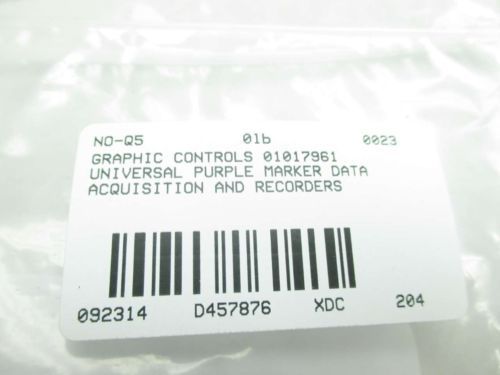 NO-Q5 01b 0023
GRAPHIC CONTROLS 01017961
UNIVERSAL PURPLE MARKER DATA
ACQUISITION AND RECORDERS
092314 D457876 XDC 204